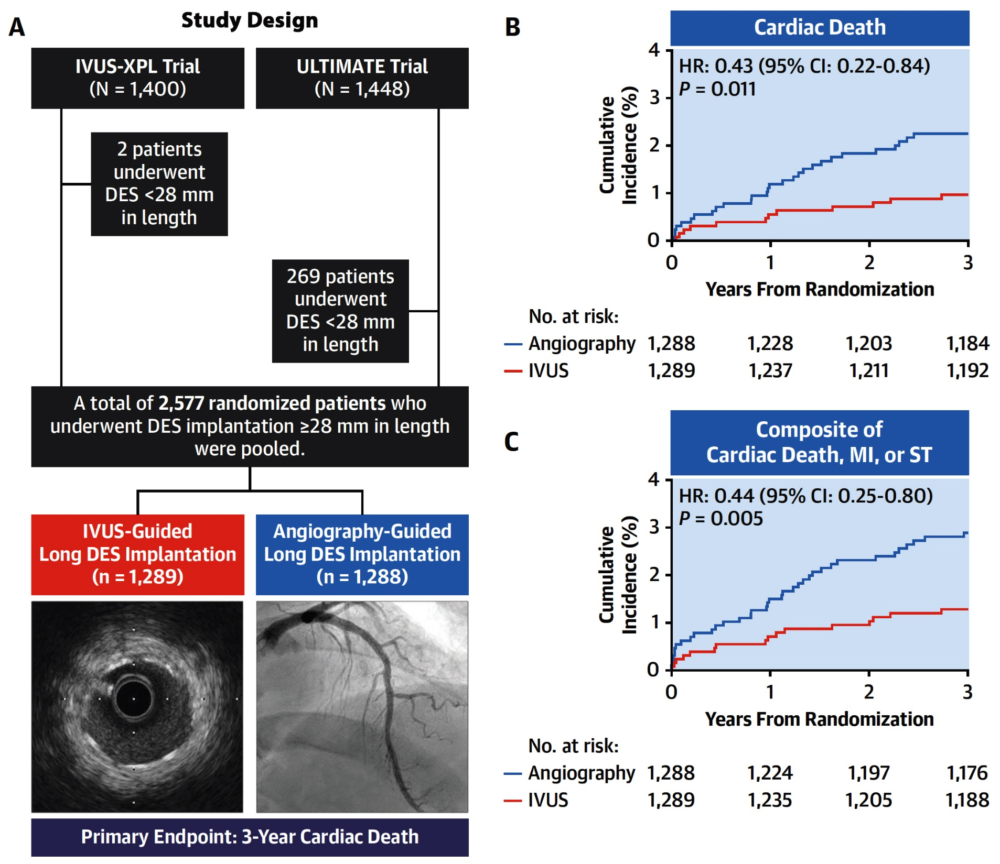 A
Study Design
IVUS-XPL Trial
(N = 1,400)
ULTIMATE Trial
(N = 1,448)
2 patients
underwent
DES <28 mm
in length
269 patients
underwent
DES <28 mm
in length
A total of 2,577 randomized patients who
underwent DES implantation ≥28 mm in length
were pooled.
IVUS-Guided
Long DES Implantation
(n = 1,289)
Angiography-Guided
Long DES Implantation
(n = 1,288)
Primary Endpoint: 3-Year Cardiac Death
B
Cardiac Death
HR: 0.43 (95% CI: 0.22-0.84)
P = 0.011
Cumulative
Incidence (%)
4
3
2
1
0
0 1 2 3
Years From Randomization
No. at risk:
Angiography 1,288 1,228 1,203 1,184
IVUS 1,289 1,237 1,211 1,192
C
Composite of
Cardiac Death, MI, or ST
HR: 0.44 (95% CI: 0.25-0.80)
P = 0.005
Cumulative
Incidence (%)
4
3
2
1
0
0 1 2 3
Years From Randomization
No. at risk:
Angiography 1,288 1,224 1,197 1,176
IVUS 1,289 1,235 1,205 1,188